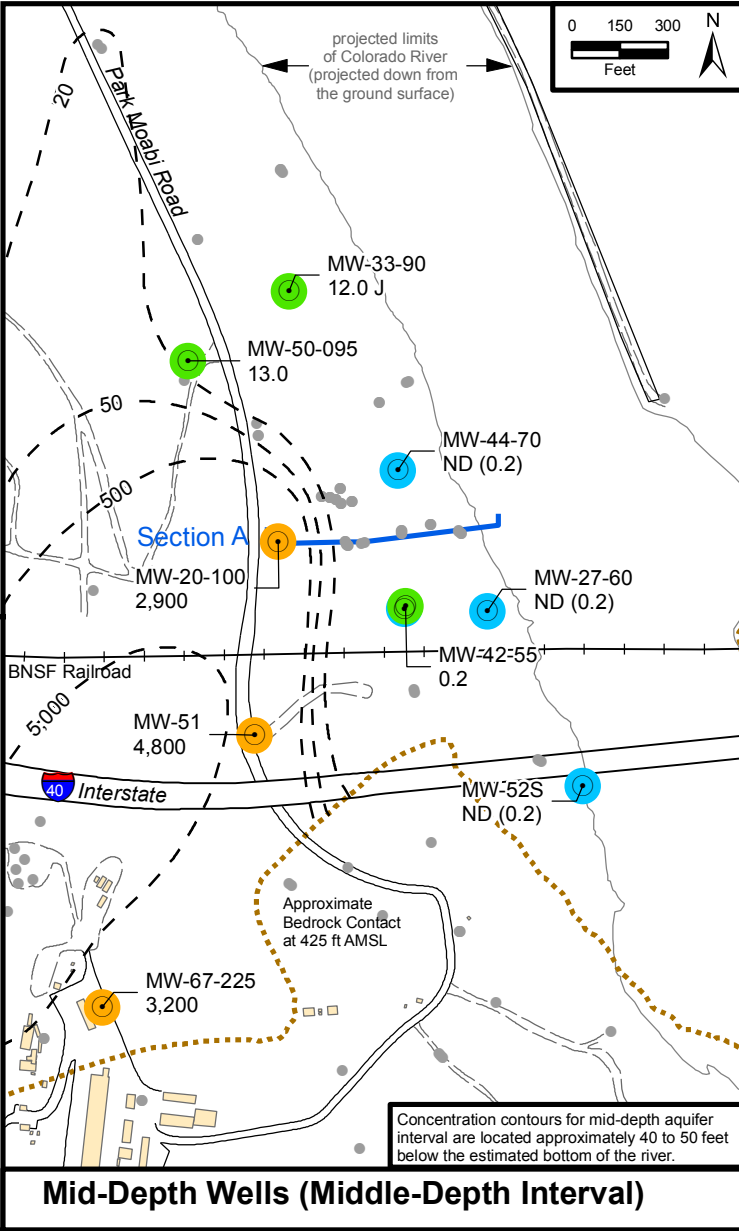 projected limits
of Colorado River
(projected down from
the ground surface)
0 150 300
Feet
N
20
Park Moabi Road
MW-33-90
12.0 J
MW-50-095
13.0
50
MW-44-70
ND (0.2)
500
Section A
MW-20-100
2,900
MW-27-60
ND (0.2)
MW-42-55
0.2
BNSF Railroad
5,000
MW-51
4,800
40
Interstate
MW-52S
ND (0.2)
Approximate
Bedrock Contact
at 425 ft AMSL
MW-67-225
3,200
Concentration contours for mid-depth aquifer
interval are located approximately 40 to 50 feet
below the estimated bottom of the river.
Mid-Depth Wells (Middle-Depth Interval)